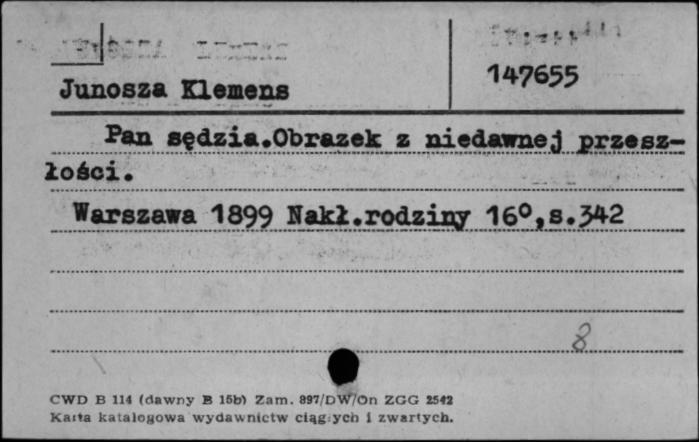 147655
Junosza Klemens
Pan sędzia.Obrazek z niedawnej przesz-
łości.
Warszawa 1899 Nakł.rodziny 16º,s.342
8
CWD B 114 (dawny B 15b) Zam. 897/DW/On ZGG 2542
Karta katalogowa wydawnictw ciągłych i zwartych.